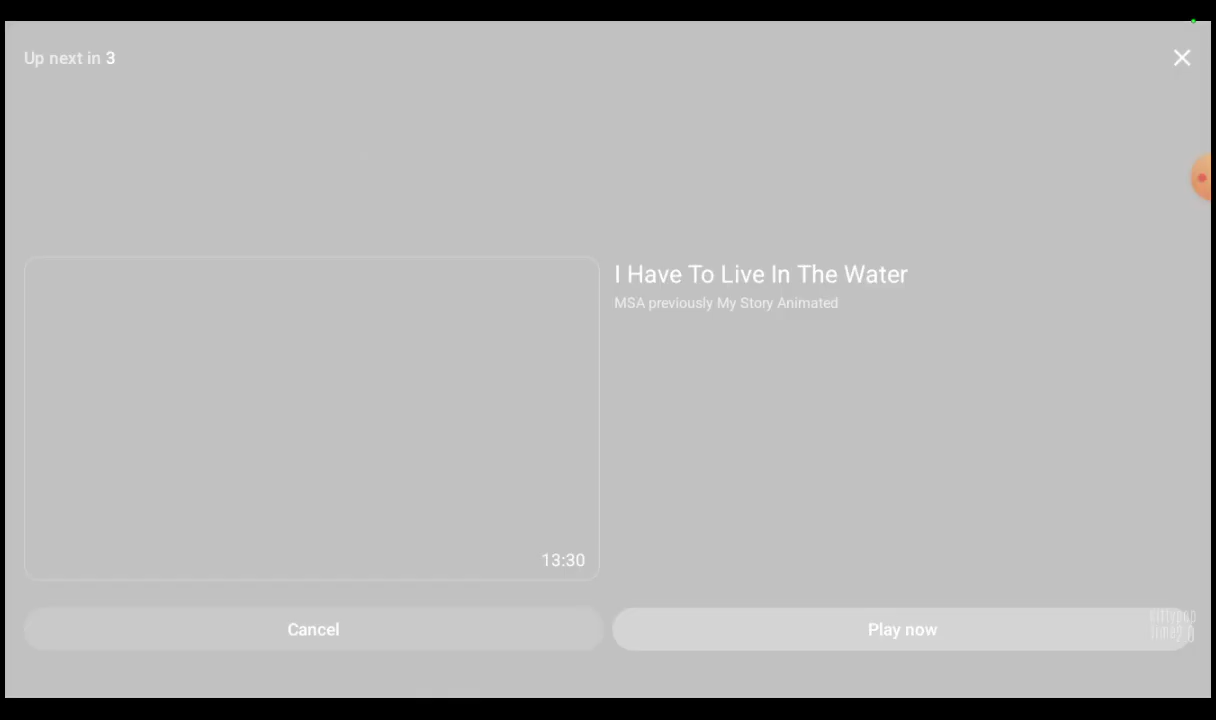 Up next in 3
I Have To Live In The Water
MSA previously My Story Animated
13:30
Cancel
Play now